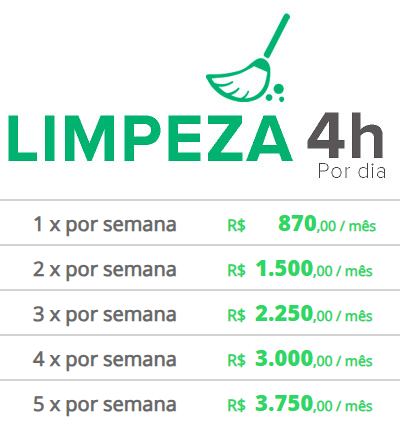 LIMPEZA 4h
Por dia
1 x por semana R$ 870,00 / mês
2 x por semana R$ 1.500,00 / mês
3 x por semana R$ 2.250,00 / mês
4 x por semana R$ 3.000,00 / mês
5 x por semana R$ 3.750,00 / mês